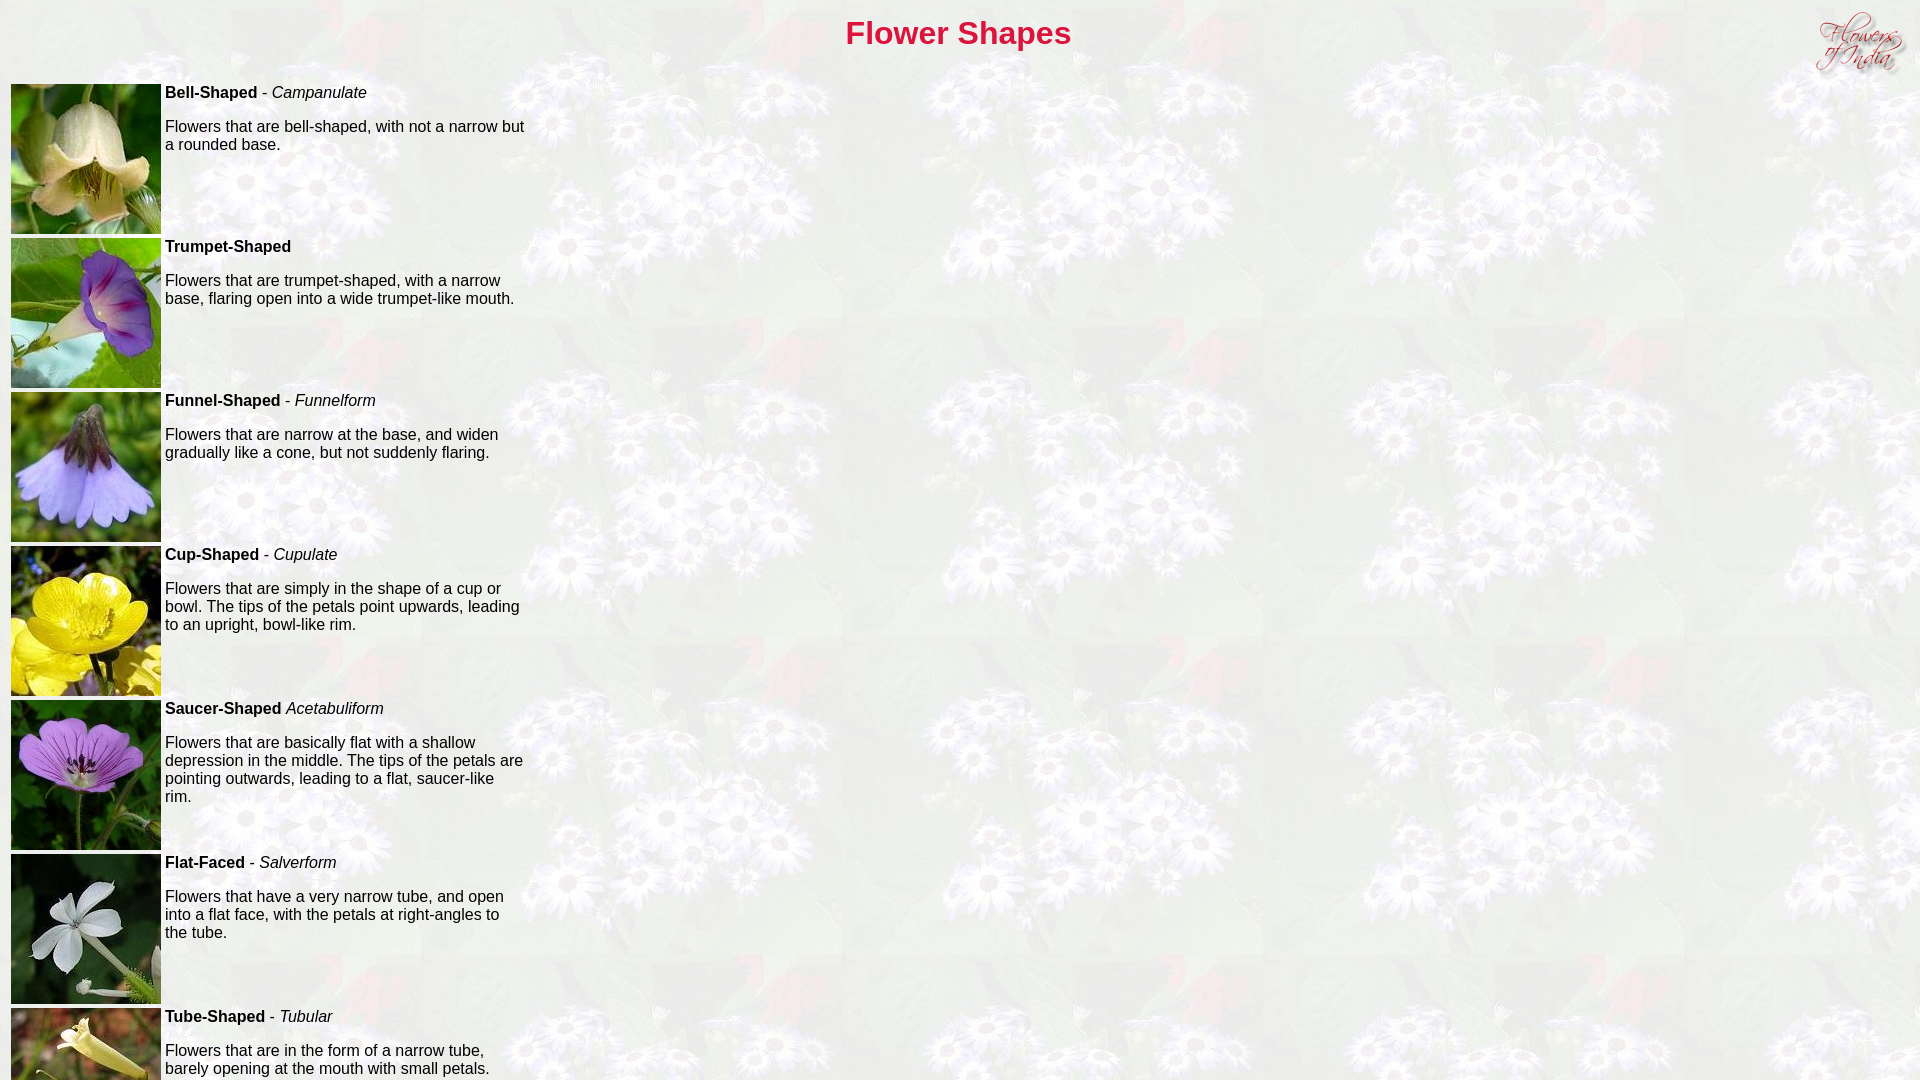 Flower Shapes
Flowers
of India
Bell-Shaped - Campanulate
Flowers that are bell-shaped, with not a narrow but
a rounded base.
Trumpet-Shaped
Flowers that are trumpet-shaped, with a narrow
base, flaring open into a wide trumpet-like mouth.
Funnel-Shaped - Funnelform
Flowers that are narrow at the base, and widen
gradually like a cone, but not suddenly flaring.
Cup-Shaped - Cupulate
Flowers that are simply in the shape of a cup or
bowl. The tips of the petals point upwards, leading
to an upright, bowl-like rim.
Saucer-Shaped Acetabuliform
Flowers that are basically flat with a shallow
depression in the middle. The tips of the petals are
pointing outwards, leading to a flat, saucer-like
rim.
Flat-Faced - Salverform
Flowers that have a very narrow tube, and open
into a flat face, with the petals at right-angles to
the tube.
Tube-Shaped - Tubular
Flowers that are in the form of a narrow tube,
barely opening at the mouth with small petals.